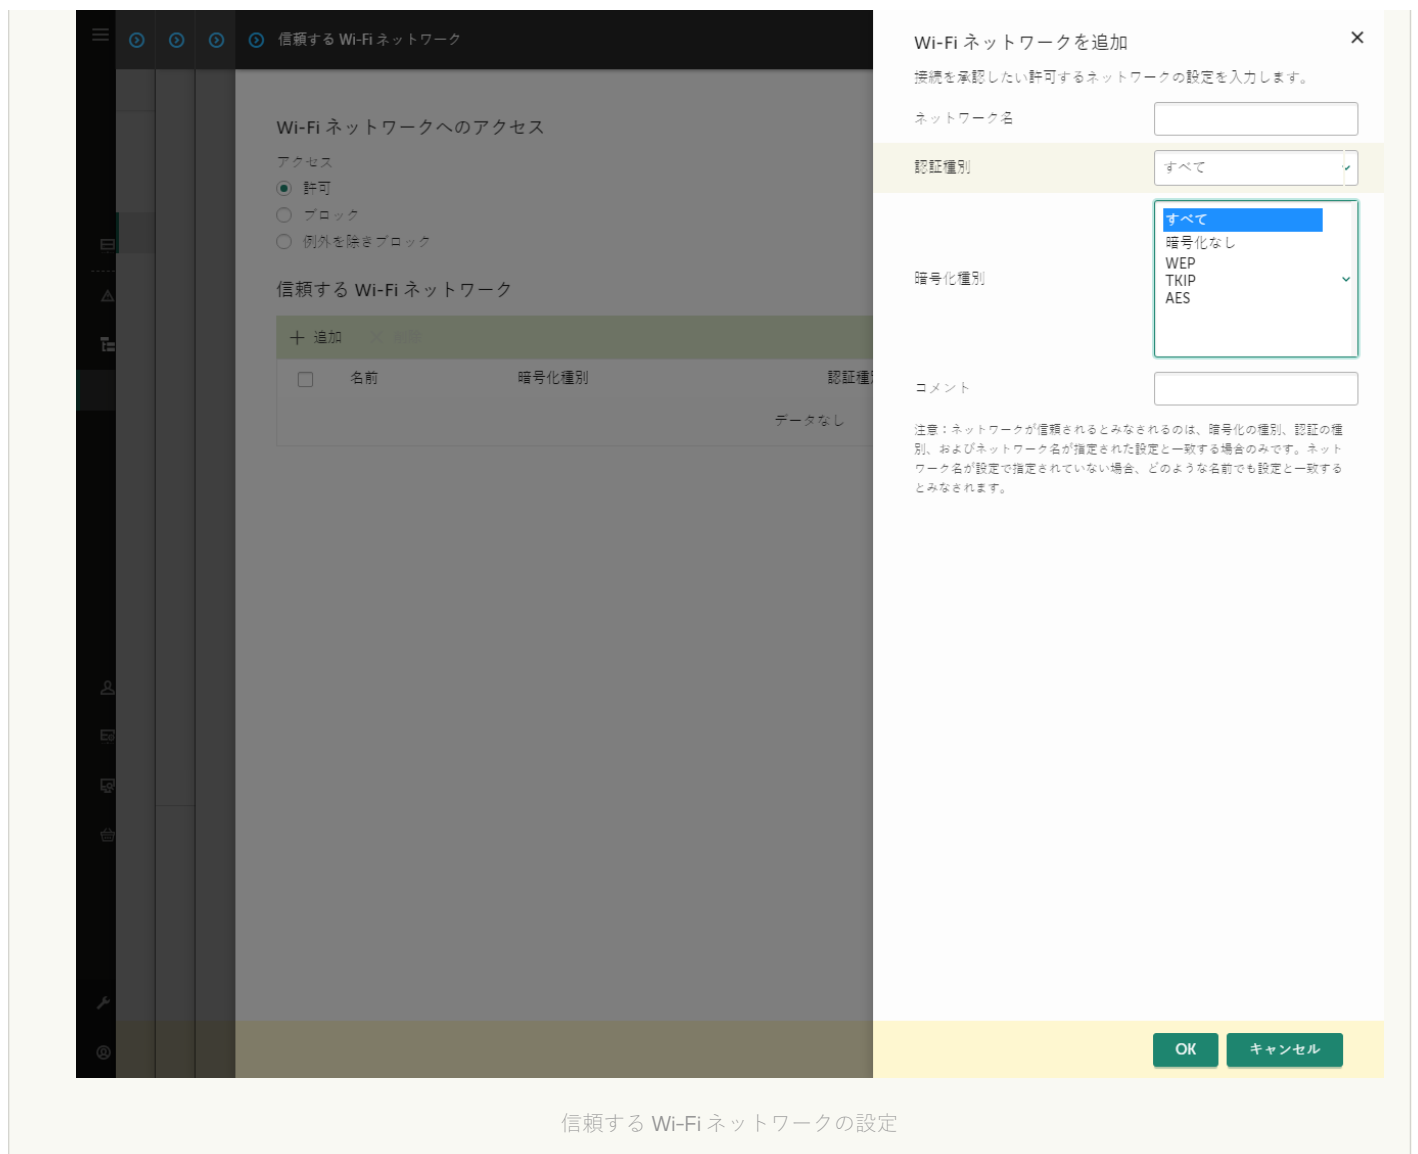 信頼する Wi-Fi ネットワーク
Wi-Fi ネットワークへのアクセス
アクセス
許可
ブロック
例外を除きブロック
信頼する Wi-Fi ネットワーク
追加
名前 暗号化種別 認証種
データなし
Wi-Fi ネットワークを追加
接続を承認したい許可するネットワークの設定を入力します。
ネットワーク名
認証種別 すべて
暗号化種別
すべて
暗号化なし
WEP
TKIP
AES
コメント
注意：ネットワークが信頼されるとみなされるのは、暗号化の種別、認証の種
別、およびネットワーク名が指定された設定と一致する場合のみです。ネット
ワーク名が設定で指定されていない場合、どのような名前でも設定と一致する
とみなされます。
OK キャンセル
信頼する Wi-Fi ネットワークの設定